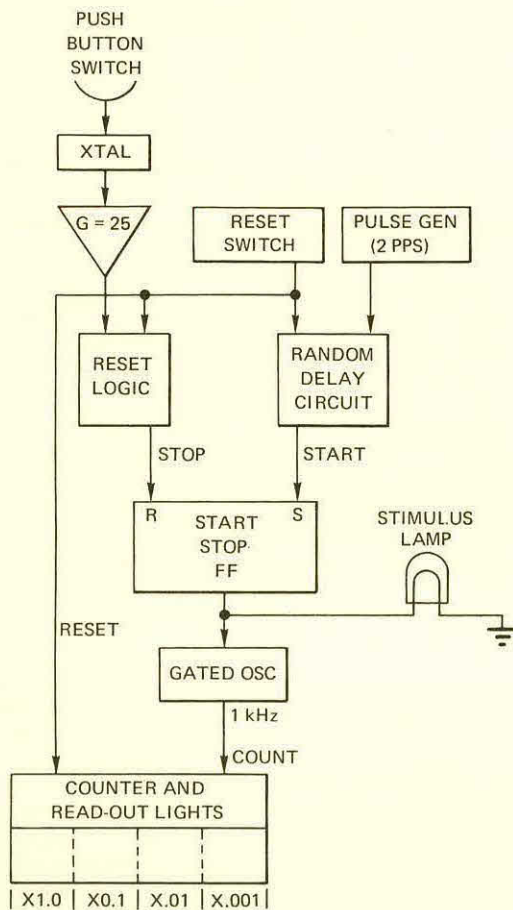 PUSH
BUTTON
SWITCH
XTAL
G = 25
RESET
SWITCH
PULSE GEN
(2 PPS)
RESET
LOGIC
RANDOM
DELAY
CIRCUIT
STOP
START
R
S
START
STOP
FF
STIMULUS
LAMP
RESET
GATED OSC
1 kHz
COUNT
COUNTER AND
READ-OUT LIGHTS
X1.0 X0.1 X.01 X.001